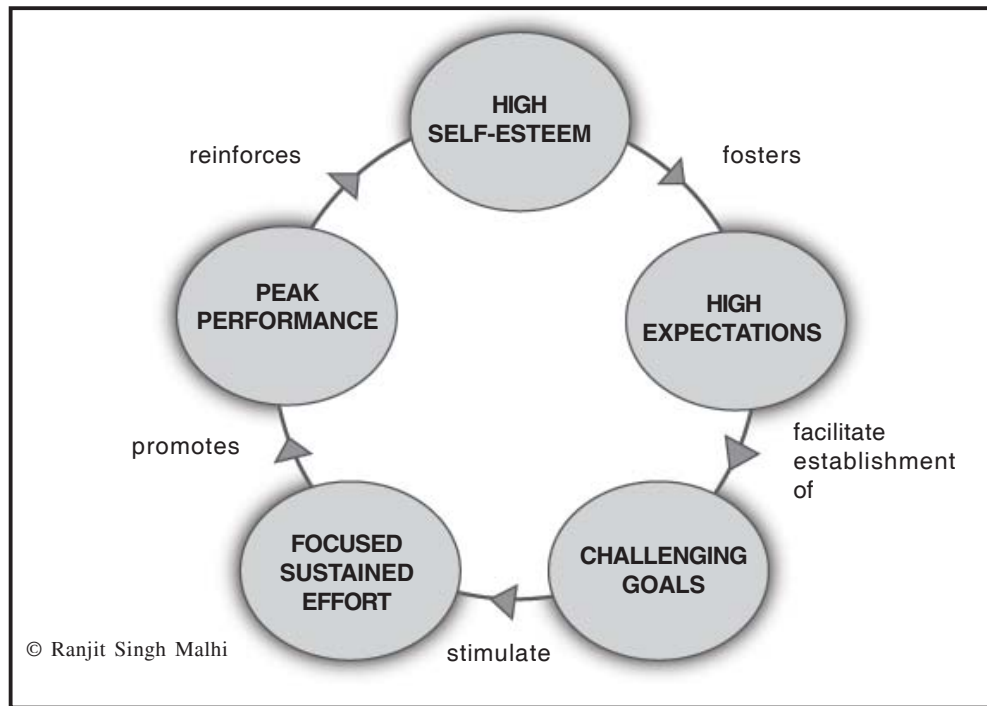 HIGH
SELF-ESTEEM
fosters
HIGH
EXPECTATIONS
facilitate
establishment
of
CHALLENGING
GOALS
stimulate
FOCUSED
SUSTAINED
EFFORT
promotes
PEAK
PERFORMANCE
reinforces
© Ranjit Singh Malhi